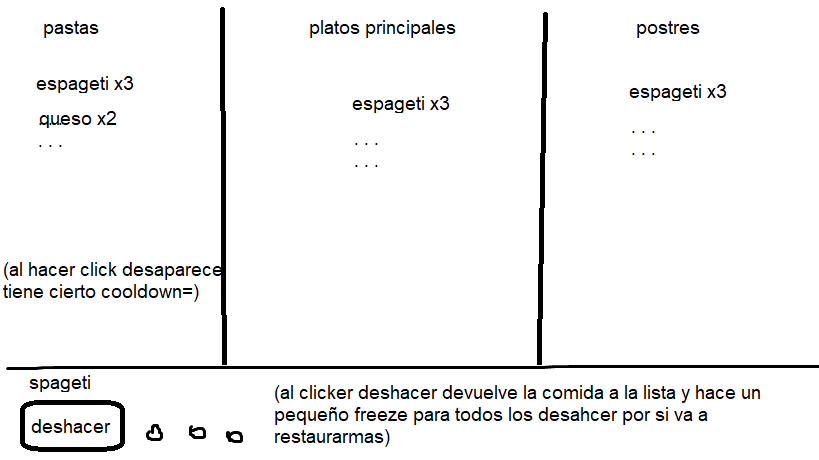 pastas
platos principales
postres
espageti x3
queso x2
...
espageti x3
...
...
espageti x3
...
...
(al hacer click desaparece
tiene cierto cooldown=)
spageti
deshacer
(al clicker deshacer devuelve la comida a la lista y hace un
pequeño freeze para todos los desahcer por si va a
restaurarmas)